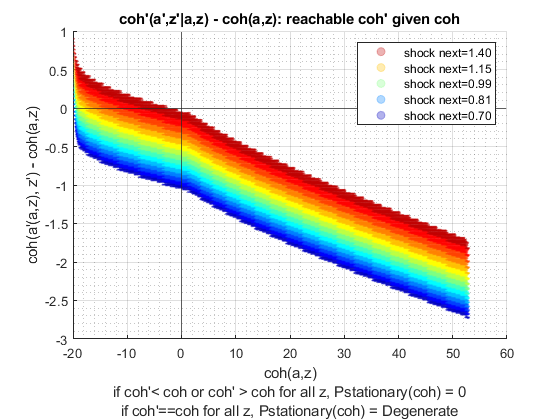 coh'(a',z'|a,z) - coh(a,z): reachable coh' given coh
1
0.5
0
-0.5
-1
-1.5
-2
-2.5
-3
coh(a'(a,z), z') - coh(a,z)
shock next=1.40
shock next=1.15
shock next=0.99
shock next=0.81
shock next=0.70
-20 -10 0 10 20 30 40 50 60
coh(a,z)
if coh'< coh or coh' > coh for all z, Pstationary(coh) = 0
if coh'==coh for all z, Pstationary(coh) = Degenerate